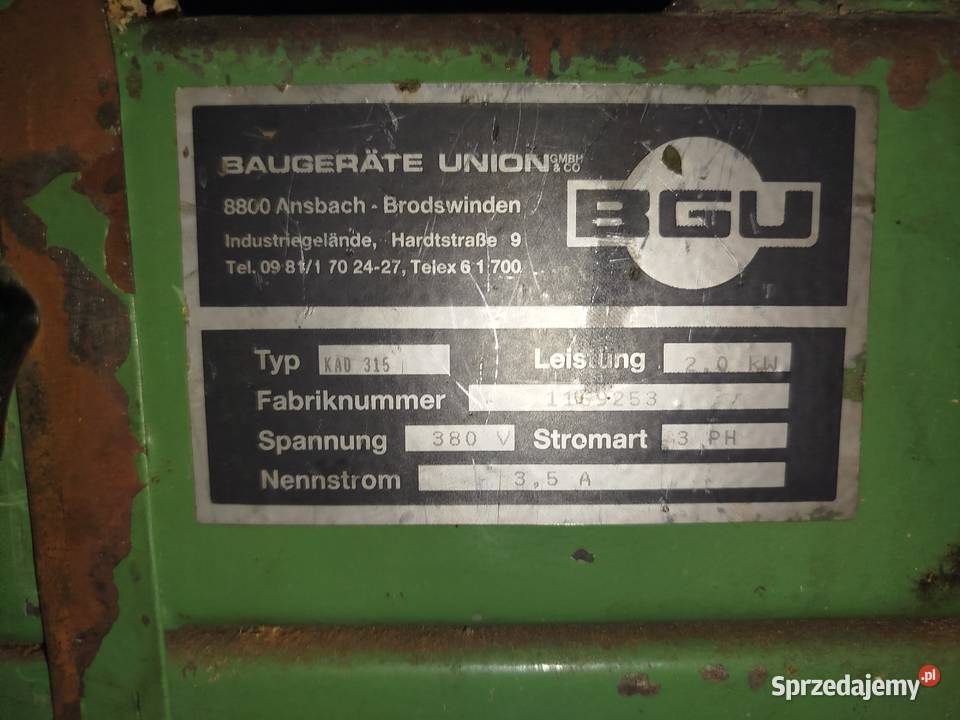 BAUGERÄTE UNION GMBH & CO
BGU
8800 Ansbach - Brodswinden
Industriegelände, Hardtstraße 9
Tel. 09 81/1 70 24-27, Telex 6 1 700
Typ KAD 315 Leistung 2.0 kW
Fabriknummer
Spannung 380 V Stromart 3 PH
Nennstrom 3,5 A
Sprzedajemy.pl